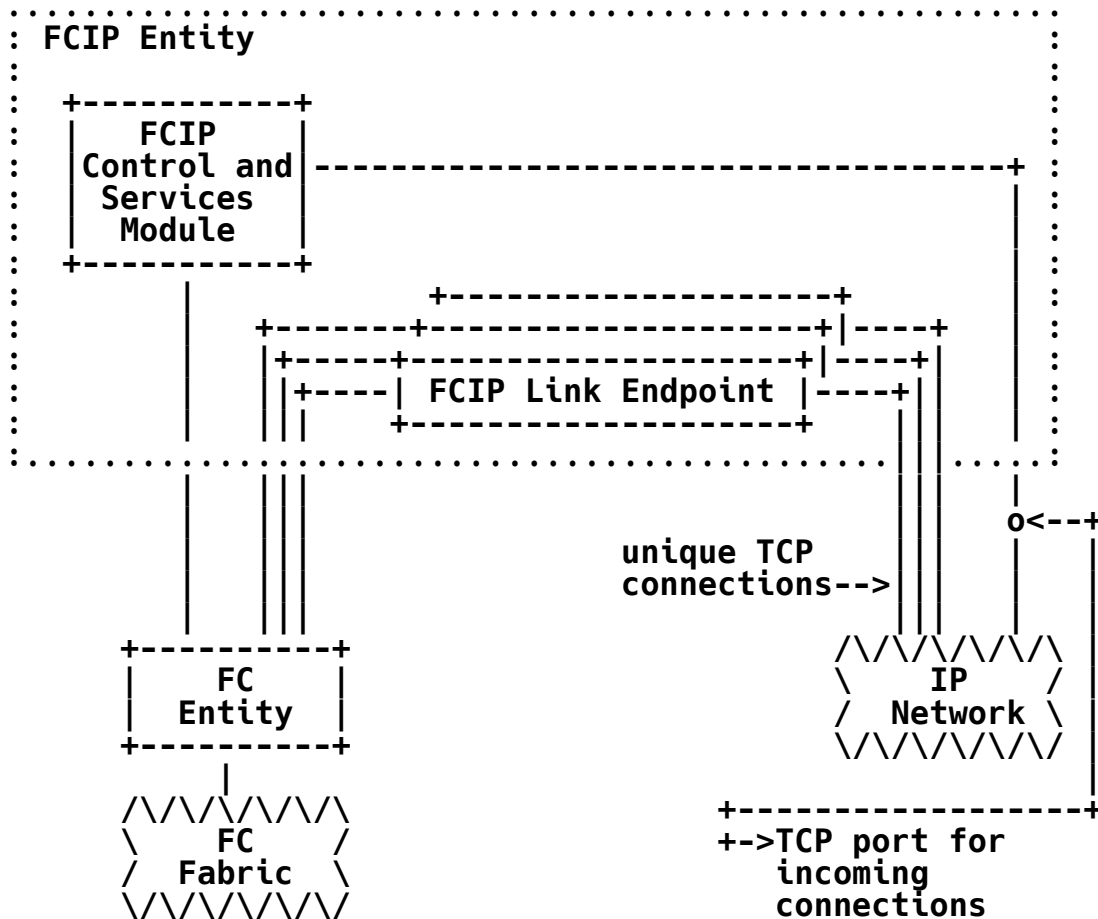 FCIP Entity
FCIP
Control and
Services
Module
FCIP Link Endpoint
unique TCP
connections-->
FC
Entity
IP
Network
FC
Fabric
TCP port for
incoming
connections